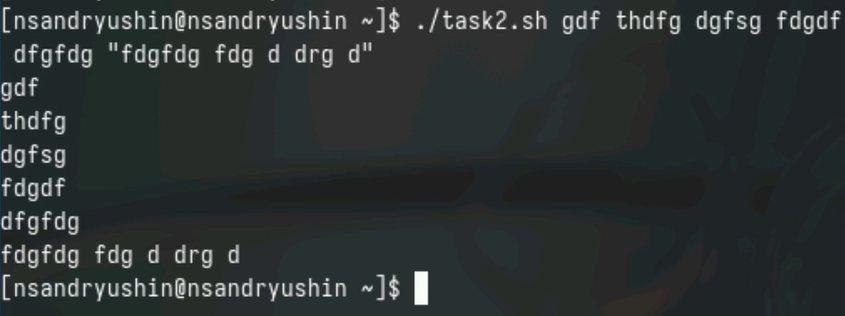 [nsandryushin@nsandryushin ~]$ ./task2.sh gdf thdfg dgfsg fdgdf
 dfgfdg "fdgfdg fdg d drg d"
gdf
thdfg
dgfsg
fdgdf
dfgfdg
fdgfdg fdg d drg d
[nsandryushin@nsandryushin ~]$